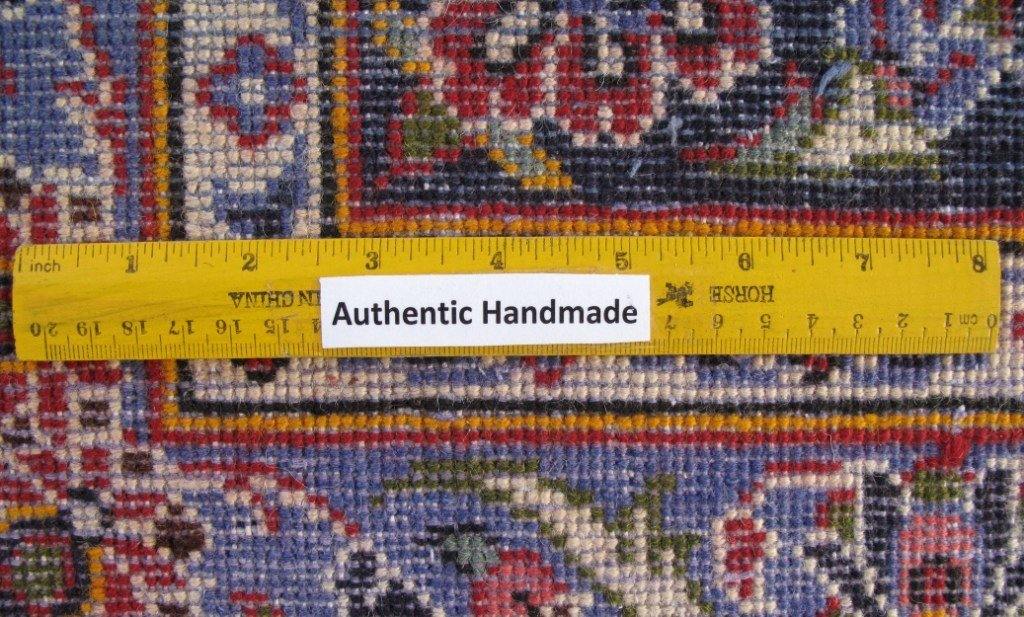 inch 1 2 3 4 5 6 7 8
IN CHINA
HORSE
Authentic Handmade
20 19 18 17 16 15 14 7 6 5 4 3 2 1 cm 0